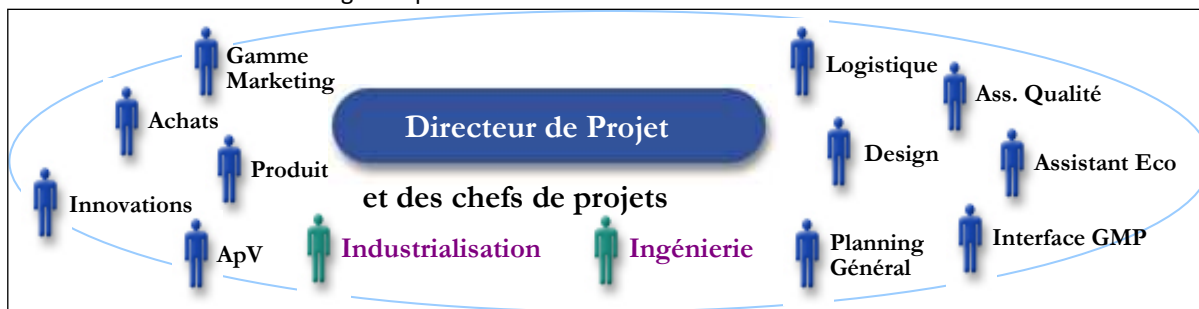 Gamme
Marketing
Achats
Produit
Innovations
ApV
Directeur de Projet
et des chefs de projets
Industrialisation
Ingénierie
Logistique
Ass. Qualité
Design
Assistant Eco
Planning
Général
Interface GMP